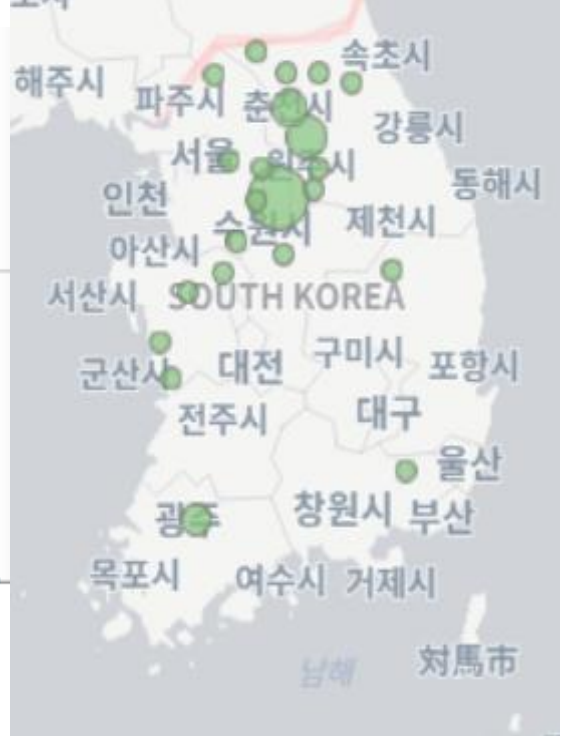 해주시
속초시
파주시
춘천시
강릉시
서울
원주시
인천
동해시
수원시
제천시
아산시
서산시
SOUTH KOREA
군산시
대전
구미시
포항시
전주시
대구
울산
광주
창원시
부산
목포시
여수시
거제시
남해
対馬市